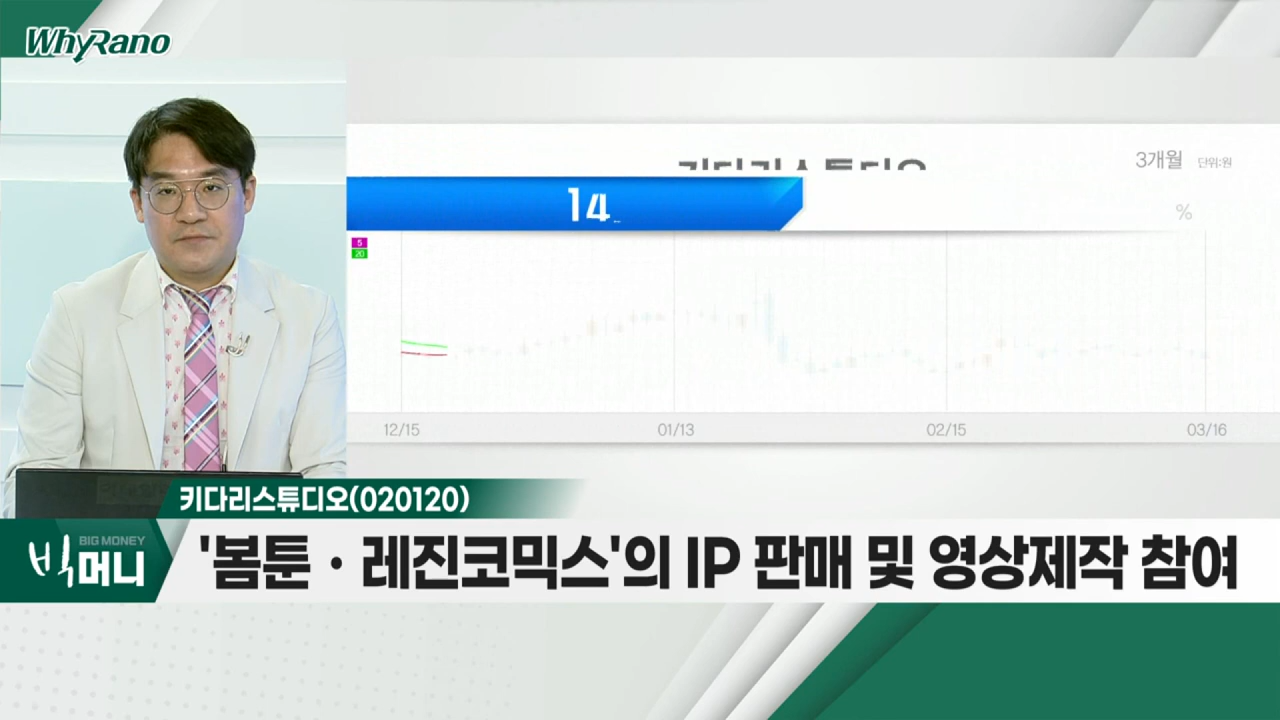 WhyRano
3개월 단위:원
14
%
5
20
12/15 01/13 02/15 03/16
키다리스튜디오(020120)
BIG MONEY
빅머니
'봄툰·레진코믹스'의 IP 판매 및 영상제작 참여